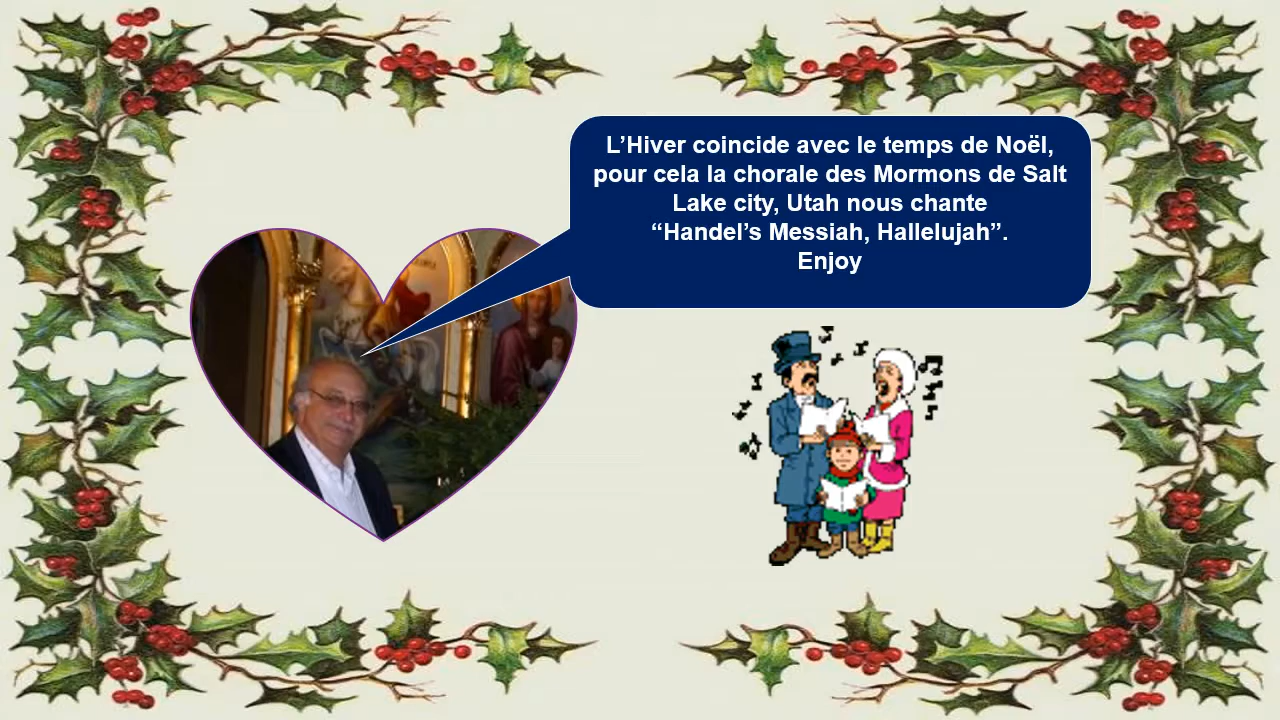 L’Hiver coincide avec le temps de Noël,
pour cela la chorale des Mormons de Salt
Lake city, Utah nous chante
“Handel’s Messiah, Hallelujah”.
Enjoy